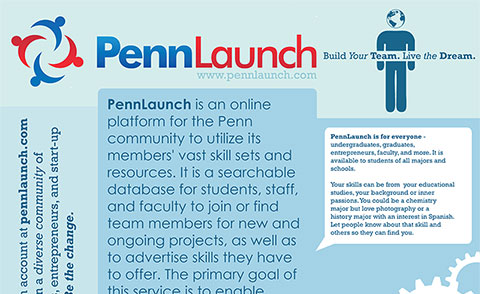 PennLaunch
www.pennlaunch.com
Build Your Team. Live the Dream.
PennLaunch is an online
platform for the Penn
community to utilize its
members' vast skill sets and
resources. It is a searchable
database for students, staff,
and faculty to join or find
team members for new and
ongoing projects, as well as
to advertise skills they have
to offer. The primary goal of
this service is to enable
PennLaunch is for everyone -
undergraduates, graduates,
entrepreneurs, faculty, and more. It is
available to students of all majors and
schools.
Your skills can be from your educational
studies, your background or inner
passions. You could be a chemistry
major but love photography or a
history major with an interest in Spanish.
Let people know about that skill and
others so they can find you.
account at pennlaunch.com
a diverse community of
entrepreneurs, and start-up
the change.